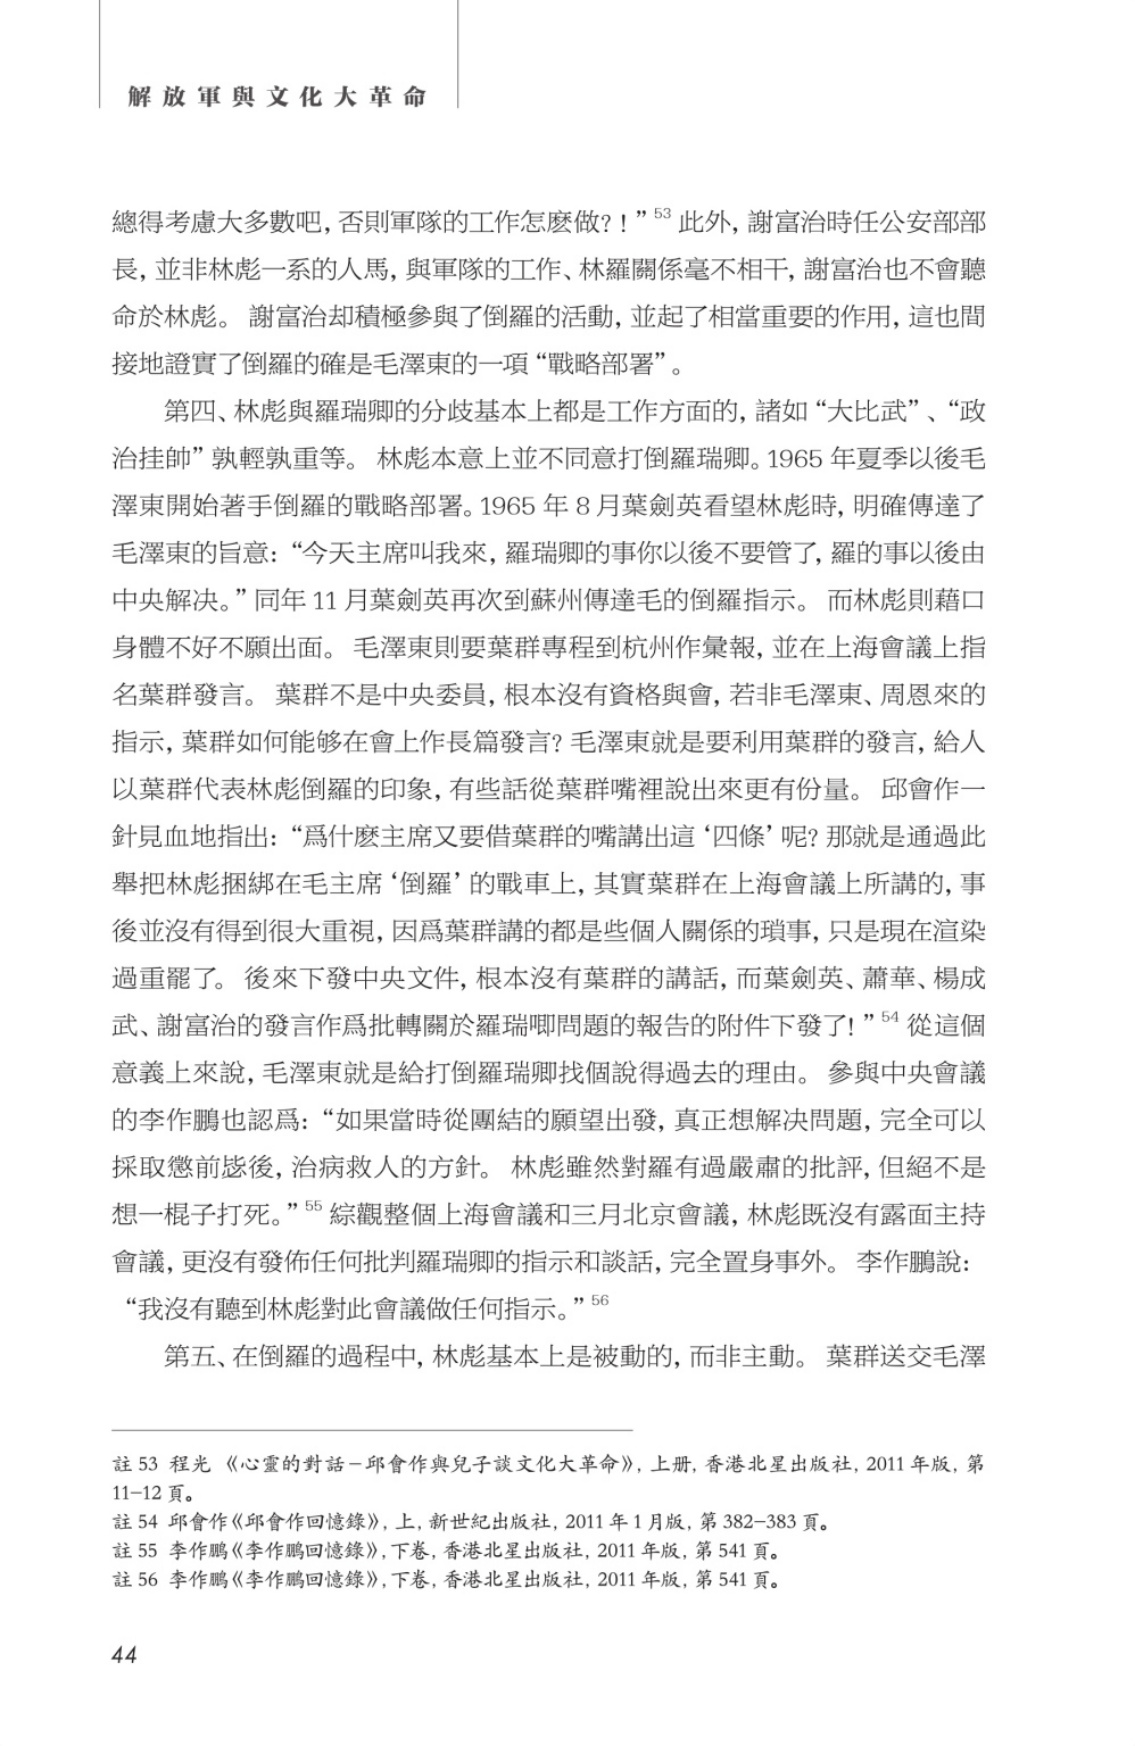 解放軍與文化大革命
總得考慮大多數吧, 否則軍隊的工作怎麽做? ! ” 53 此外, 謝富治時任公安部部
長, 並非林彪一系的人馬, 與軍隊的工作、林羅關係毫不相干, 謝富治也不會聽
命於林彪。 謝富治却積極參與了倒羅的活動, 並起了相當重要的作用, 這也間
接地證實了倒羅的確是毛澤東的一項 “戰略部署” 。
第四、林彪與羅瑞卿的分歧基本上都是工作方面的, 諸如 “大比武” 、“政
治挂帥” 孰輕孰重等。 林彪本意上並不同意打倒羅瑞卿。1965 年夏季以後毛
澤東開始著手倒羅的戰略部署。1965 年 8 月葉劍英看望林彪時, 明確傳達了
毛澤東的旨意: “今天主席叫我來, 羅瑞卿的事你以後不要管了, 羅的事以後由
中央解决。” 同年 11 月葉劍英再次到蘇州傳達毛的倒羅指示。 而林彪則藉口
身體不好不願出面。 毛澤東則要葉群專程到杭州作彙報, 並在上海會議上指
名葉群發言。 葉群不是中央委員, 根本沒有資格與會, 若非毛澤東、周恩來的
指示, 葉群如何能够在會上作長篇發言? 毛澤東就是要利用葉群的發言, 給人
以葉群代表林彪倒羅的印象, 有些話從葉群嘴裡說出來更有份量。 邱會作一
針見血地指出: “爲什麽主席又要借葉群的嘴講出這 ‘四條’ 呢? 那就是通過此
舉把林彪捆綁在毛主席 ‘倒羅’ 的戰車上, 其實葉群在上海會議上所講的, 事
後並沒有得到很大重視, 因爲葉群講的都是些個人關係的瑣事, 只是現在渲染
過重罷了。 後來下發中央文件, 根本沒有葉群的講話, 而葉劍英、蕭華、楊成
武、謝富治的發言作爲批轉關於羅瑞唧問題的報告的附件下發了! ” 54 從這個
意義上來說, 毛澤東就是給打倒羅瑞卿找個說得過去的理由。 參與中央會議
的李作鵬也認爲: “如果當時從團結的願望出發, 真正想解决問題, 完全可以
採取懲前毖後, 治病救人的方針。 林彪雖然對羅有過嚴肅的批評, 但絕不是
想一棍子打死。” 55 綜觀整個上海會議和三月北京會議, 林彪既沒有露面主持
會議, 更沒有發佈任何批判羅瑞卿的指示和談話, 完全置身事外。 李作鵬說:
“我沒有聽到林彪對此會議做任何指示。” 56
第五、在倒羅的過程中, 林彪基本上是被動的, 而非主動。 葉群送交毛澤
註 53 程光 《心靈的對話－邱會作與兒子談文化大革命》, 上册, 香港北星出版社, 2011 年版, 第
11–12 頁。
註 54 邱會作《邱會作回憶錄》, 上, 新世紀出版社, 2011 年 1 月版, 第 382–383 頁。
註 55 李作鵬《李作鵬回憶錄》, 下卷, 香港北星出版社, 2011 年版, 第 541 頁。
註 56 李作鵬《李作鵬回憶錄》, 下卷, 香港北星出版社, 2011 年版, 第 541 頁。
44